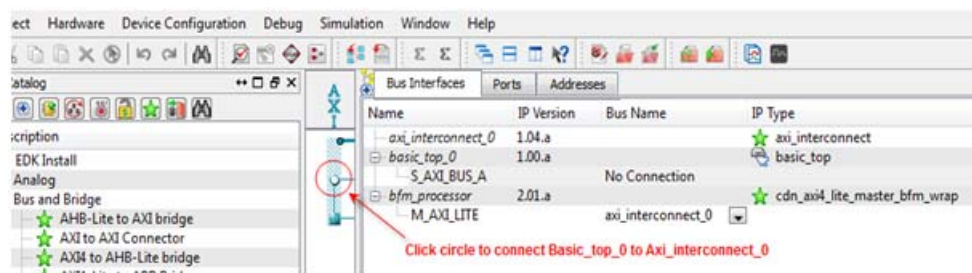 ect Hardware Device Configuration Debug Simulation Window Help
atalog
scription
EDK Install
Analog
Bus and Bridge
AHB-Lite to AXI bridge
AXI to AXI Connector
AXI4 to AHB-Lite bridge
AXI
Bus Interfaces Ports Addresses
Name IP Version Bus Name IP Type
axi_interconnect_0 1.04.a axi_interconnect
basic_top_0 1.00.a basic_top
S_AXI_BUS_A No Connection
bfm_processor 2.01.a cdn_axi4_lite_master_bfm_wrap
M_AXI_LITE axi_interconnect_0
Click circle to connect Basic_top_0 to Axi_interconnect_0